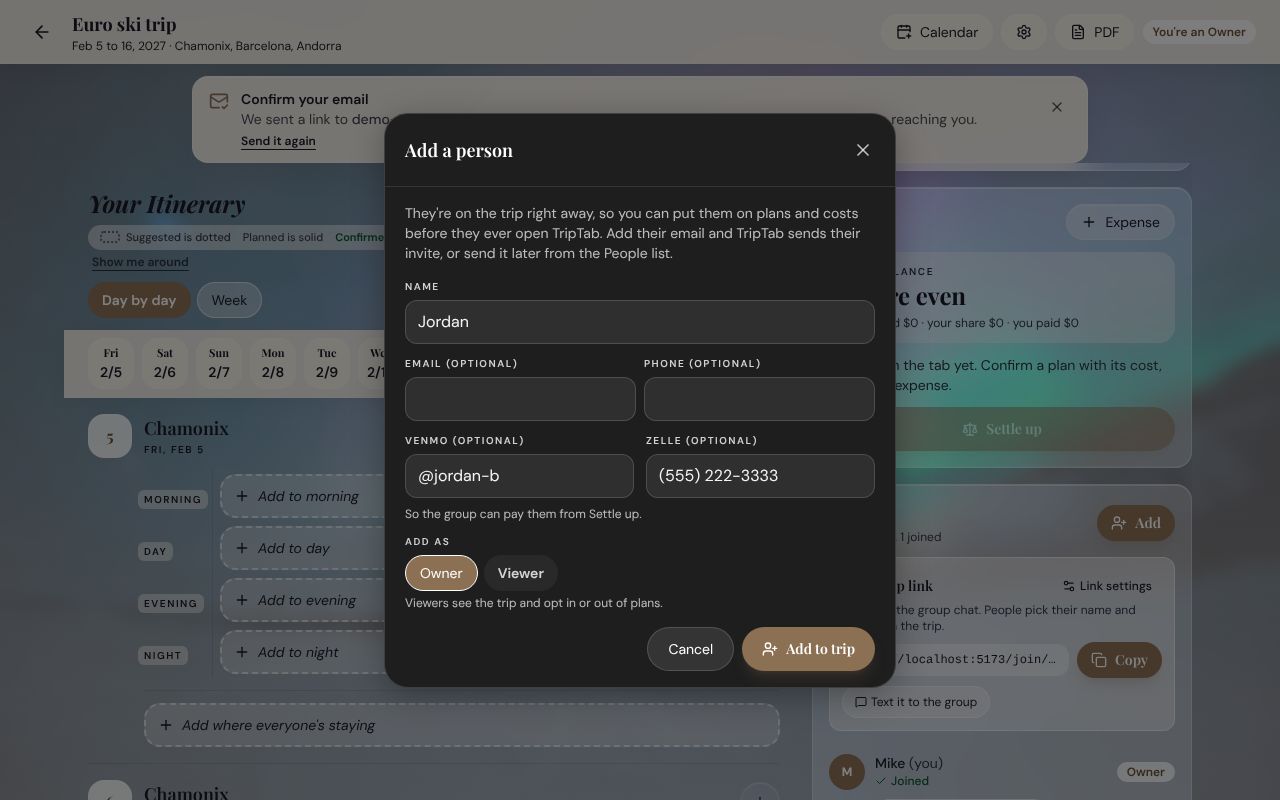 Euro ski trip
Feb 5 to 16, 2027 · Chamonix, Barcelona, Andorra
Calendar
PDF
You're an Owner
Confirm your email
We sent a link to demo
reaching you.
Send it again
Add a person
They're on the trip right away, so you can put them on plans and costs
before they ever open TripTab. Add their email and TripTab sends their
invite, or send it later from the People list.
NAME
Jordan
EMAIL (OPTIONAL)
PHONE (OPTIONAL)
VENMO (OPTIONAL)
ZELLE (OPTIONAL)
@jordan-b
(555) 222-3333
So the group can pay them from Settle up.
ADD AS
Owner
Viewer
Viewers see the trip and opt in or out of plans.
Cancel
Add to trip
Your Itinerary
Suggested is dotted
Planned is solid
Show me around
Day by day
Week
Fri
2/5
Sat
2/6
Sun
2/7
Mon
2/8
Tue
2/9
5
Chamonix
FRI, FEB 5
MORNING
Add to morning
DAY
Add to day
EVENING
Add to evening
NIGHT
Add to night
Add where everyone's staying
Chamonix
Expense
even
$0 · your share $0 · you paid $0
the tab yet. Confirm a plan with its cost,
expense.
Settle up
1 joined
Add
link
Link settings
the group chat. People pick their name and
the trip.
/localhost:5173/join/…
Copy
Text it to the group
M
Mike (you)
Joined
Owner